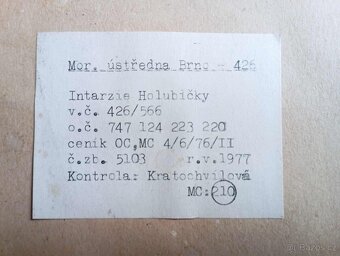 Mor. ústředna Brno - 426
Intarzie Holubičky
v.č. 426/566
o.č. 747 124 223 220
ceník OC,MC 4/6/76/II
č.zb. 5103 r.v.1977
Kontrola: Kratochvílová
MC:210